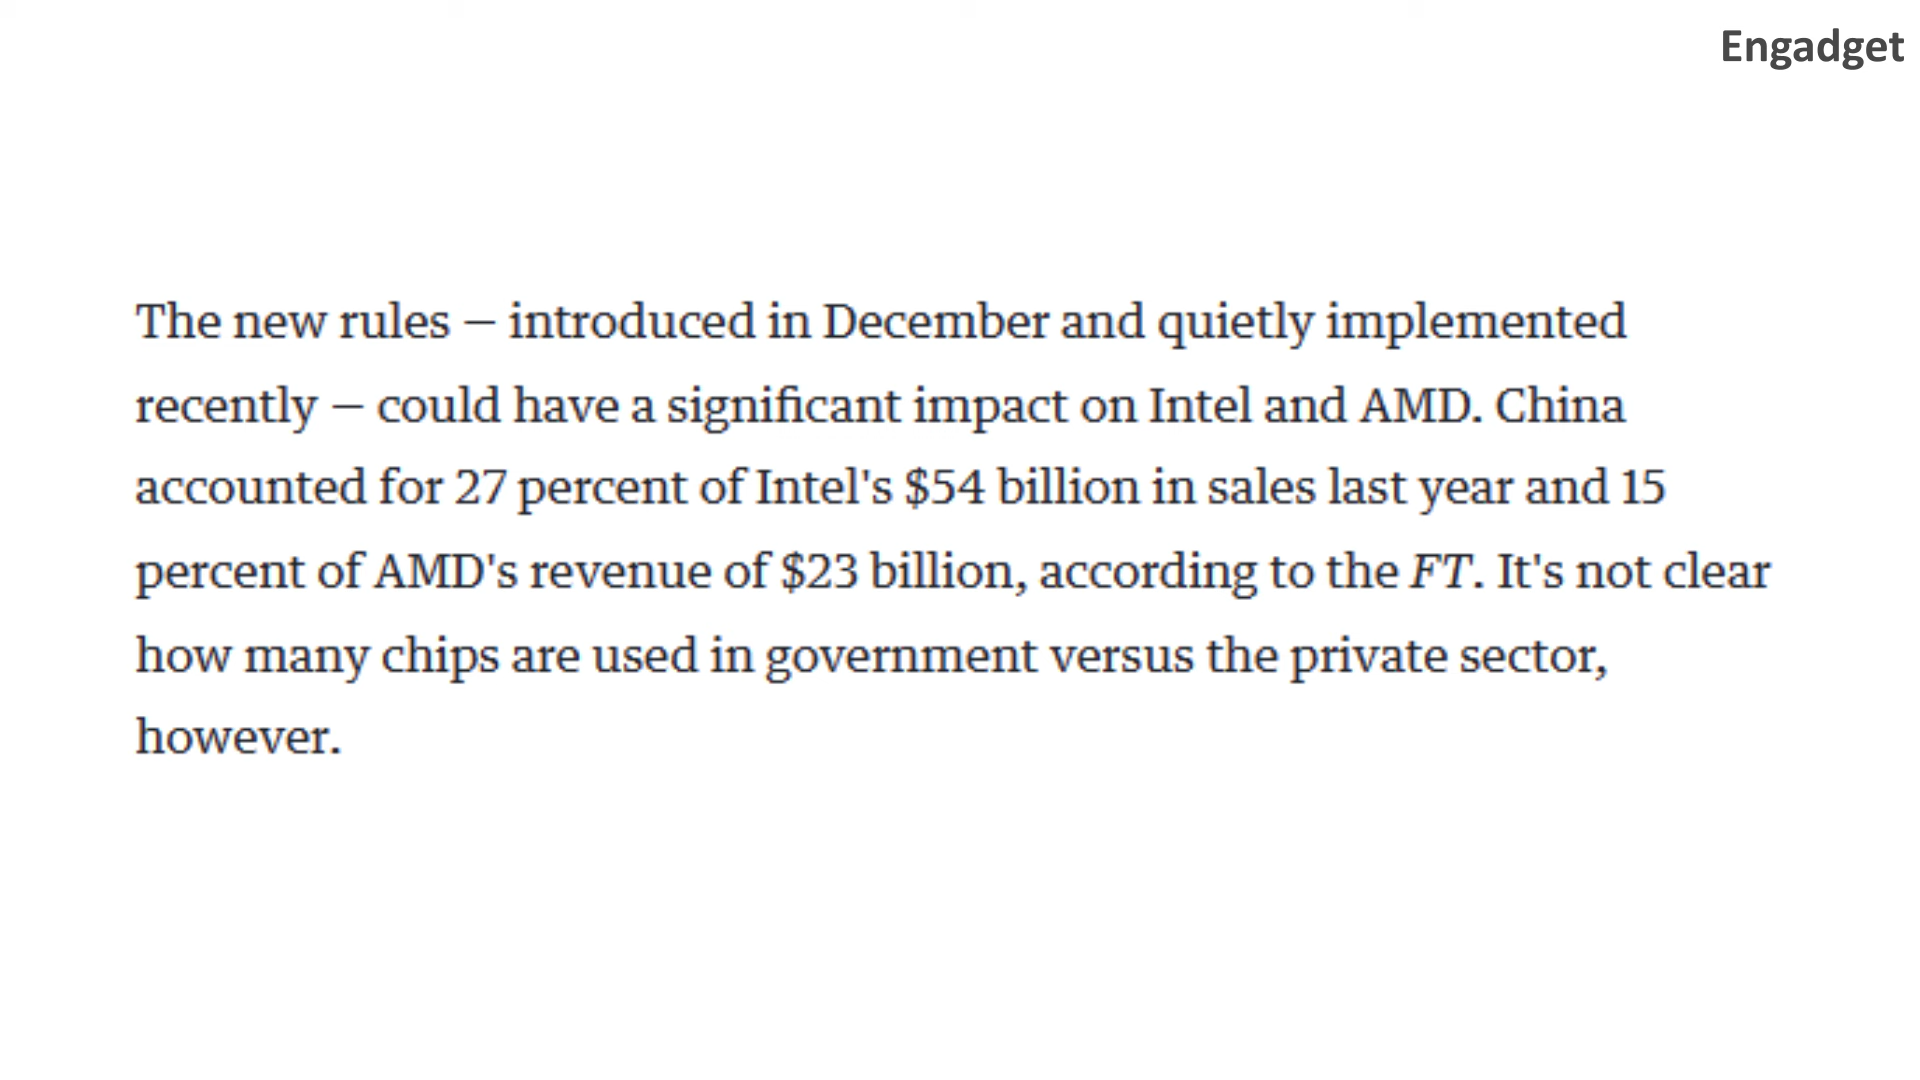 Engadget
The new rules — introduced in December and quietly implemented
recently — could have a significant impact on Intel and AMD. China
accounted for 27 percent of Intel's $54 billion in sales last year and 15
percent of AMD's revenue of $23 billion, according to the FT. It's not clear
how many chips are used in government versus the private sector,
however.